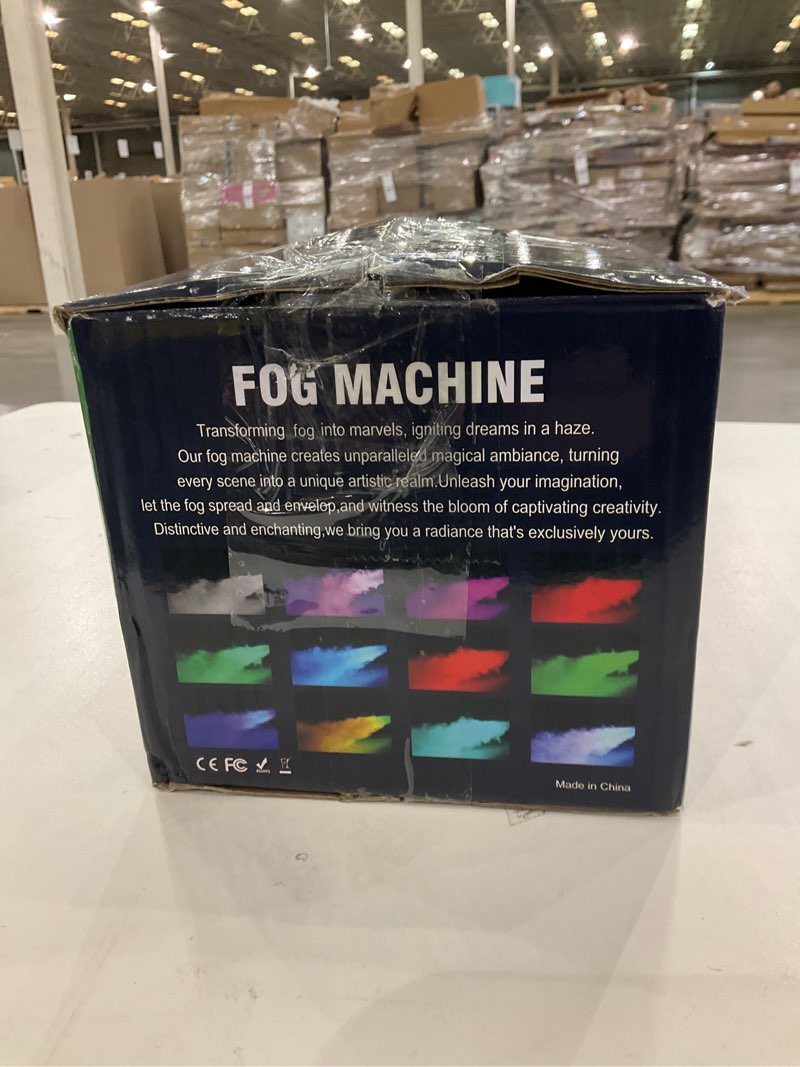 FOG MACHINE
Transforming fog into marvels, igniting dreams in a haze.
Our fog machine creates unparalleled magical ambiance, turning
every scene into a unique artistic realm.Unleash your imagination,
let the fog spread and envelop,and witness the bloom of captivating creativity.
Distinctive and enchanting,we bring you a radiance that's exclusively yours.
CE FC RoHS
Made in China